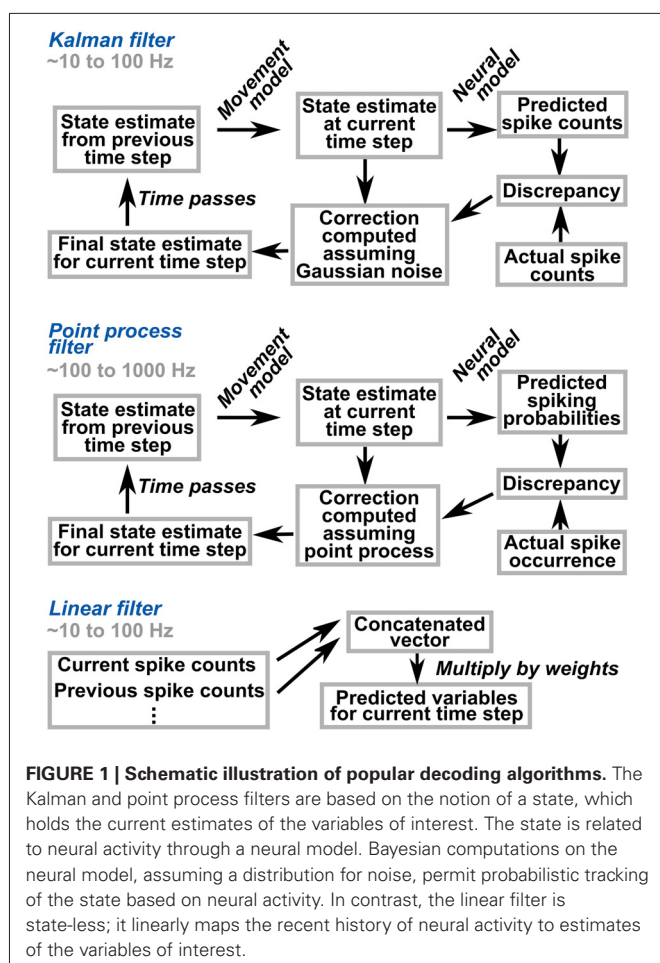 Kalman filter
~10 to 100 Hz
Movement
model
Neural
model
State estimate
from previous
time step
State estimate
at current
time step
Predicted
spike counts
Time passes
Discrepancy
Final state estimate
for current time step
Correction
computed
assuming
Gaussian noise
Actual spike
counts
Point process
filter
~100 to 1000 Hz
Movement
model
Neural
model
State estimate
from previous
time step
State estimate
at current
time step
Predicted
spiking
probabilities
Time passes
Discrepancy
Final state estimate
for current time step
Correction
computed
assuming
point process
Actual spike
occurrence
Linear filter
~10 to 100 Hz
Current spike counts
Previous spike counts
⋮
Concatenated
vector
Multiply by weights
Predicted variables
for current time step
FIGURE 1 | Schematic illustration of popular decoding algorithms. The
Kalman and point process filters are based on the notion of a state, which
holds the current estimates of the variables of interest. The state is related
to neural activity through a neural model. Bayesian computations on the
neural model, assuming a distribution for noise, permit probabilistic tracking
of the state based on neural activity. In contrast, the linear filter is
state-less; it linearly maps the recent history of neural activity to estimates
of the variables of interest.